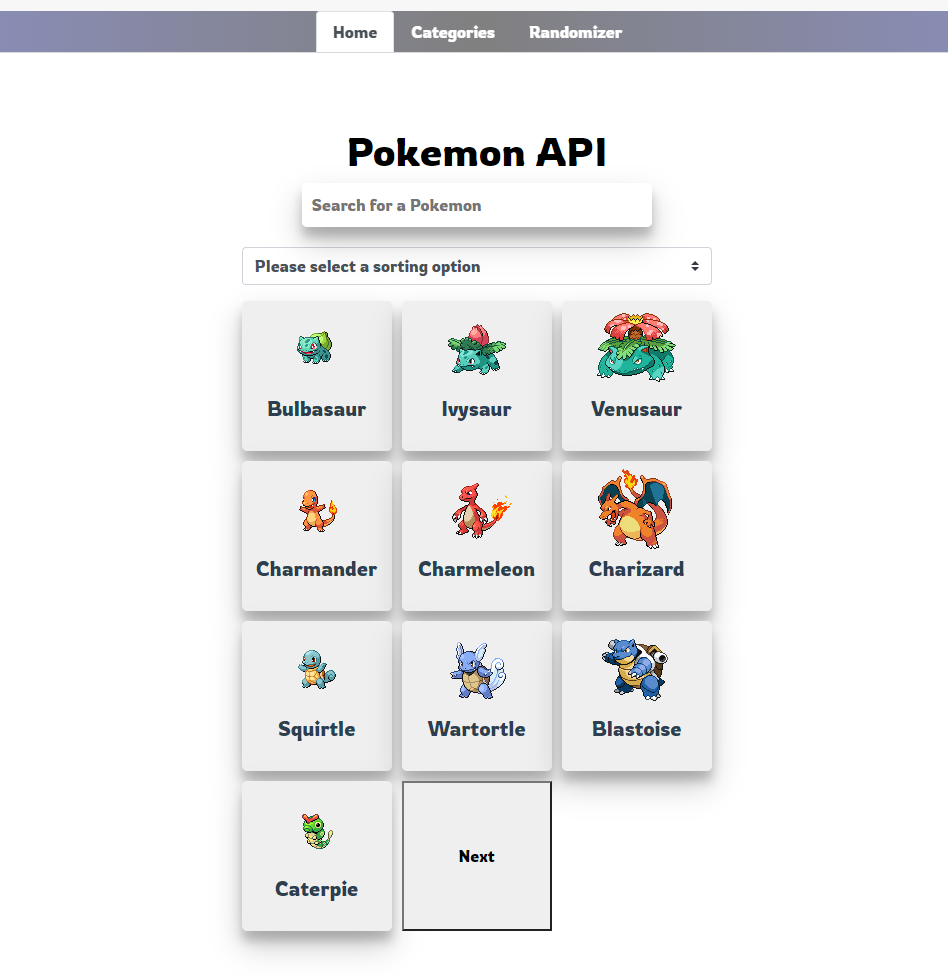 Home Categories Randomizer
Pokemon API
Search for a Pokemon
Please select a sorting option
Bulbasaur Ivysaur Venusaur
Charmander Charmeleon Charizard
Squirtle Wartortle Blastoise
Next
Caterpie